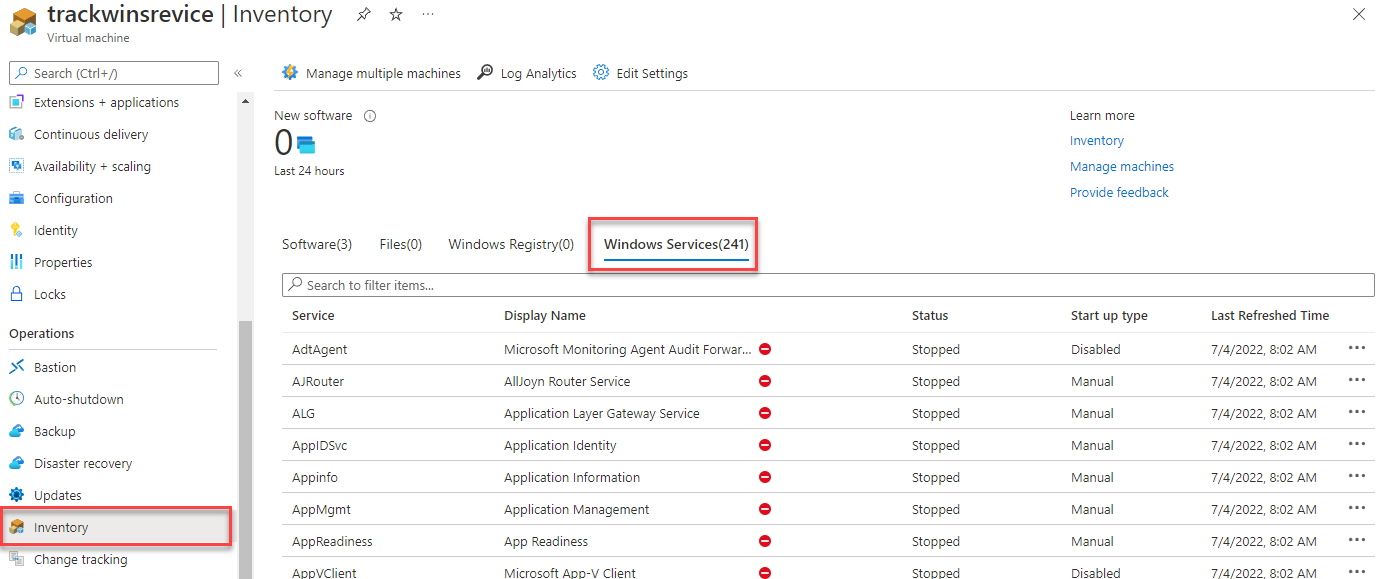 trackwinsrevice | Inventory ...
Virtual machine
Search (Ctrl+/) «
Extensions + applications
Continuous delivery
Availability + scaling
Configuration
Identity
Properties
Locks
Operations
Bastion
Auto-shutdown
Backup
Disaster recovery
Updates
Inventory
Change tracking
Manage multiple machines Log Analytics Edit Settings
New software
0
Last 24 hours
Learn more
Inventory
Manage machines
Provide feedback
Software(3) Files(0) Windows Registry(0) Windows Services(241)
Search to filter items...
Service Display Name Status Start up type Last Refreshed Time
AdtAgent Microsoft Monitoring Agent Audit Forwar... Stopped Disabled 7/4/2022, 8:02 AM ...
AJRouter AllJoyn Router Service Stopped Manual 7/4/2022, 8:02 AM ...
ALG Application Layer Gateway Service Stopped Manual 7/4/2022, 8:02 AM ...
AppIDSvc Application Identity Stopped Manual 7/4/2022, 8:02 AM ...
Appinfo Application Information Stopped Manual 7/4/2022, 8:02 AM ...
AppMgmt Application Management Stopped Manual 7/4/2022, 8:02 AM ...
AppReadiness App Readiness Stopped Manual 7/4/2022, 8:02 AM ...
AppVClient Microsoft App-V Client Stopped Disabled 7/4/2022, 8:02 AM ...